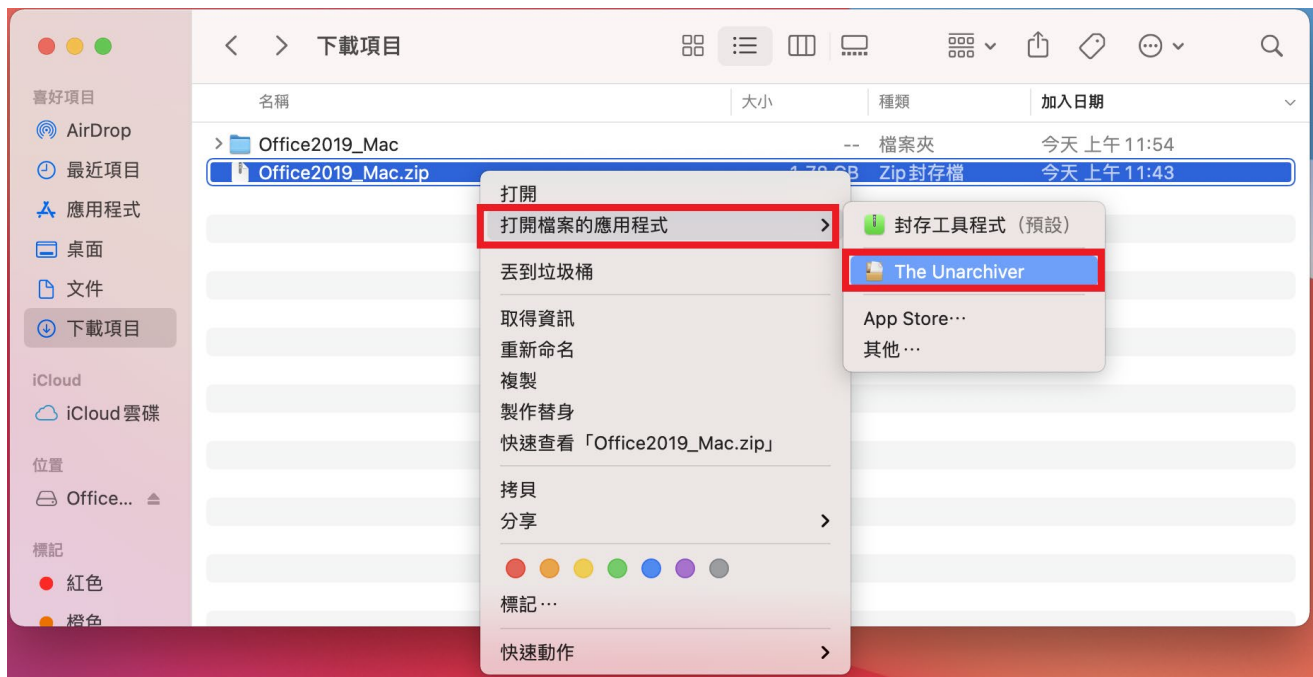 下載項目
喜好項目
AirDrop
最近項目
應用程式
桌面
文件
下載項目
iCloud
iCloud雲碟
位置
Office...
標記
紅色
橙色
名稱 大小 種類 加入日期
Office2019_Mac -- 檔案夾 今天 上午 11:54
Office2019_Mac.zip 1.78 GB Zip封存檔 今天 上午 11:43
打開
打開檔案的應用程式
丟到垃圾桶
取得資訊
重新命名
複製
製作替身
快速查看「Office2019_Mac.zip」
拷貝
分享
標記⋯
快速動作
封存工具程式（預設）
The Unarchiver
App Store⋯
其他⋯